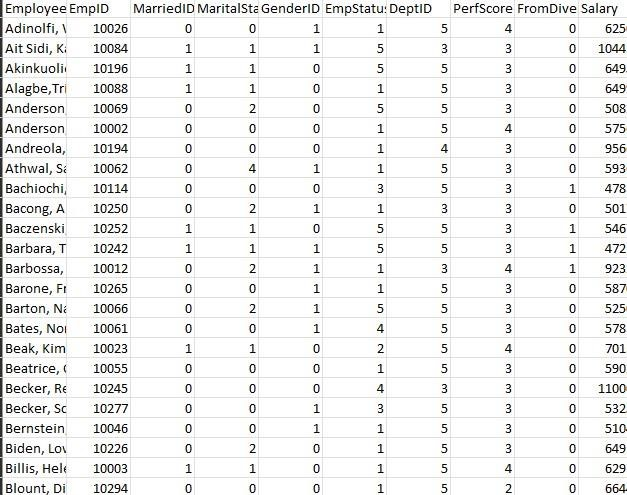 Employee EmpID MarriedID MaritalSta GenderID EmpStatu DeptID PerfScore FromDive Salary
Adinolfi, 10026 0 0 1 1 5 4 0 625
Ait Sidi, Ka 10084 1 1 1 5 3 3 0 1044
Akinkuoli 10196 1 1 0 5 5 3 0 649
Alagbe,Tri 10088 1 1 0 1 5 3 0 649
Anderson, 10069 0 2 0 5 5 3 0 508
Anderson, 10002 0 0 0 1 5 4 0 575
Andreola, 10194 0 0 0 1 4 3 0 956
Athwal, Sa 10062 0 4 1 1 5 3 0 593
Bachiochi, 10114 0 0 0 3 5 3 1 478
Bacong, A 10250 0 2 1 1 3 3 0 501
Baczenski, 10252 1 1 0 5 5 3 1 546
Barbara, T 10242 1 1 1 5 5 3 1 472
Barbossa, 10012 0 2 1 1 3 4 1 923
Barone, Fr 10265 0 0 1 1 5 3 0 587
Barton, Na 10066 0 2 1 5 5 3 0 525
Bates, Nor 10061 0 0 1 4 5 3 0 578
Beak, Kim 10023 1 1 0 2 5 4 0 701
Beatrice, 10055 0 0 0 1 5 3 0 590
Becker, Re 10245 0 0 0 4 3 3 0 1100
Becker, Sc 10277 0 0 1 3 5 3 0 532
Bernstein, 10046 0 0 1 1 5 3 0 510
Biden, Lov 10226 0 2 0 1 5 3 0 649
Billis, Hele 10003 1 1 0 1 5 4 0 629
Blount, Di 10294 0 0 0 1 5 2 0 664